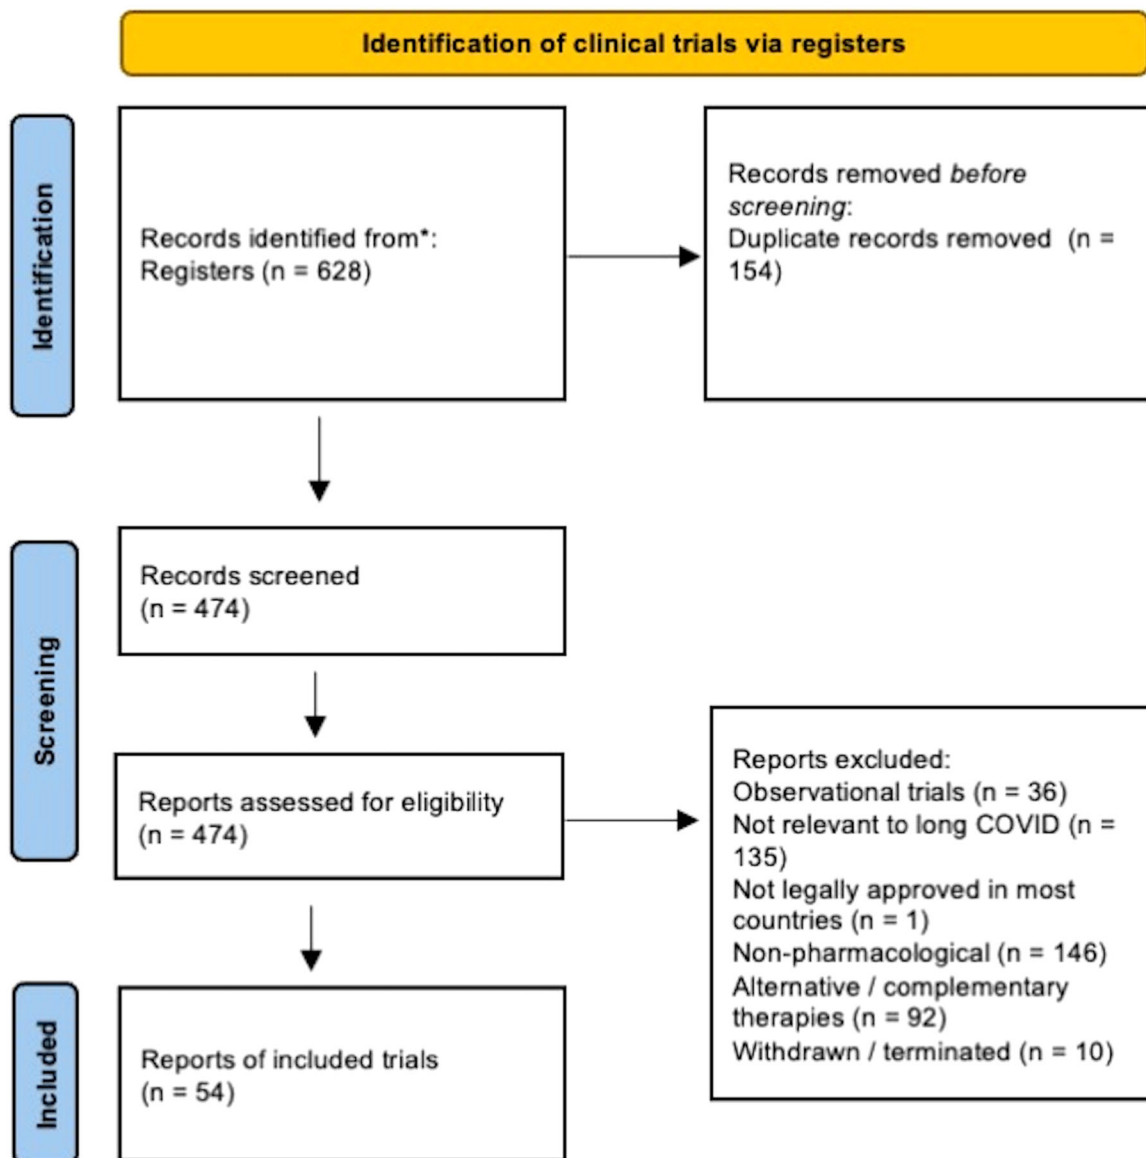 Identification of clinical trials via registers
Identification
Records identified from*:
Registers (n = 628)
Records removed before
screening:
Duplicate records removed (n =
154)
Screening
Records screened
(n = 474)
Reports assessed for eligibility
(n = 474)
Reports excluded:
Observational trials (n = 36)
Not relevant to long COVID (n =
135)
Not legally approved in most
countries (n = 1)
Non-pharmacological (n = 146)
Alternative / complementary
therapies (n = 92)
Withdrawn / terminated (n = 10)
Included
Reports of included trials
(n = 54)